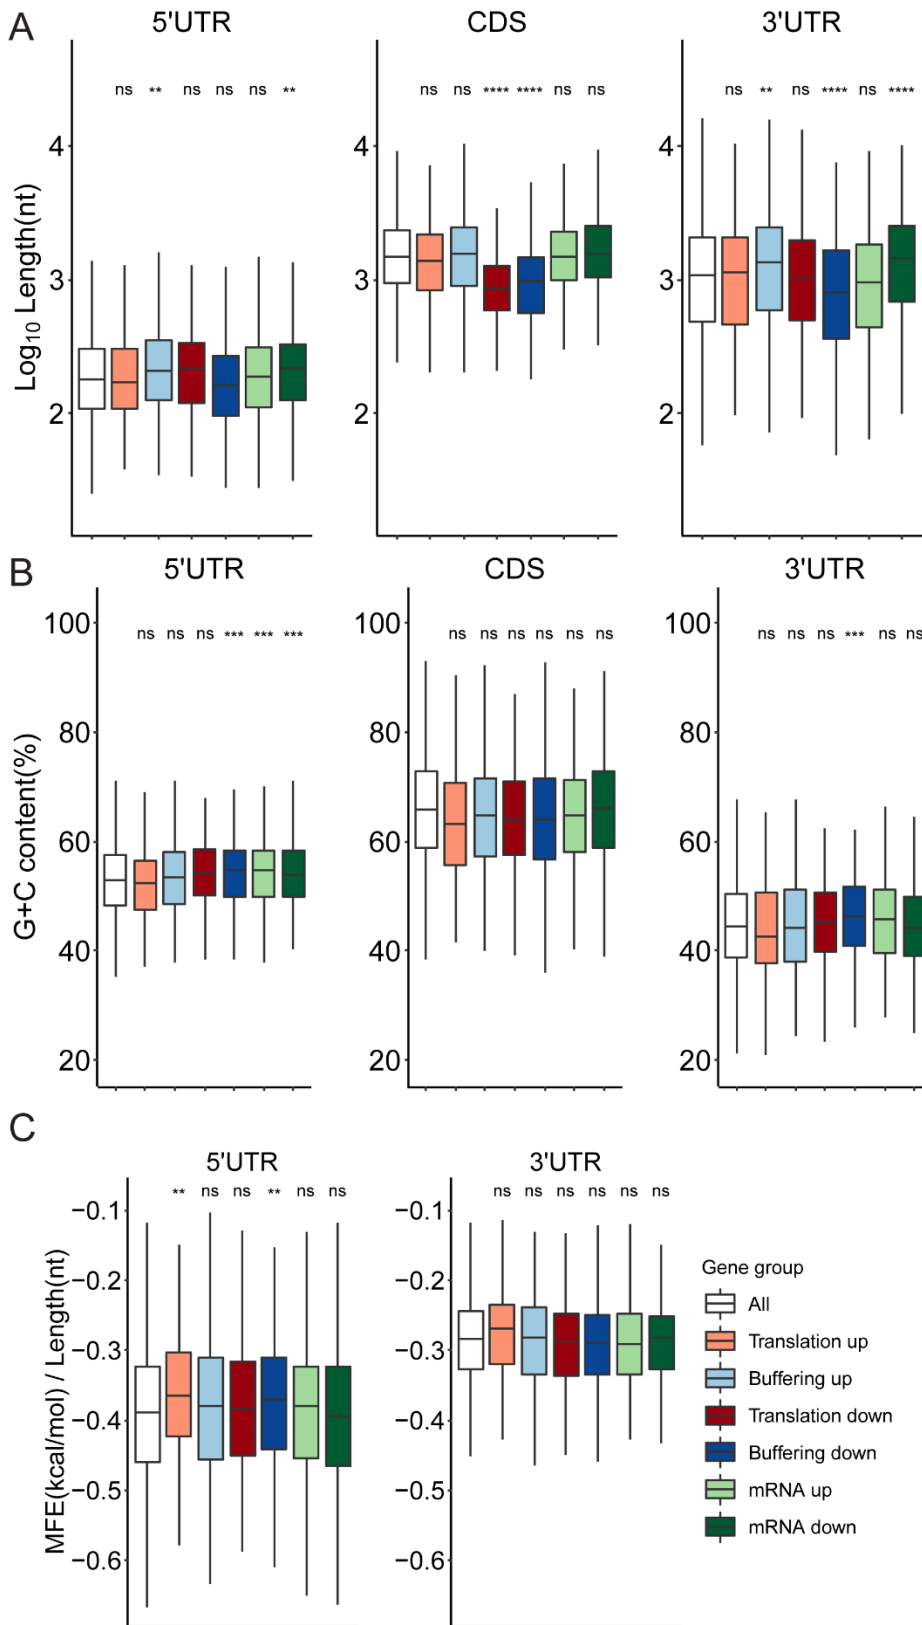 A
5'UTR CDS 3'UTR
ns ** ns ns ns ** ns ns **** **** ns ns ns ** ns **** ns ****
Log10 Length(nt)
4 4 4
3 3 3
2 2 2
B
5'UTR CDS 3'UTR
ns ns ns *** *** *** ns ns ns ns ns ns ns ns ns *** ns ns
G+C content(%)
100 100 100
80 80 80
60 60 60
40 40 40
20 20 20
C
5'UTR 3'UTR
** ns ns ** ns ns ns ns ns ns ns ns
MFE(kcal/mol) / Length(nt)
−0.1 −0.1
−0.2 −0.2
−0.3 −0.3
−0.4 −0.4
−0.5 −0.5
−0.6 −0.6
Gene group
All
Translation up
Buffering up
Translation down
Buffering down
mRNA up
mRNA down